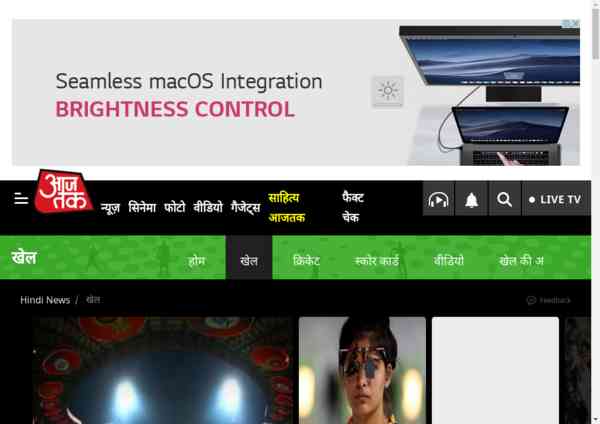 Seamless macOS Integration
BRIGHTNESS CONTROL
आज तक
न्यूज़ सिनेमा फोटो वीडियो गैजेट्स साहित्य आजतक फैक्ट चेक LIVE TV
खेल होम खेल क्रिकेट स्कोर कार्ड वीडियो खेल की अ
Hindi News / खेल Feedback